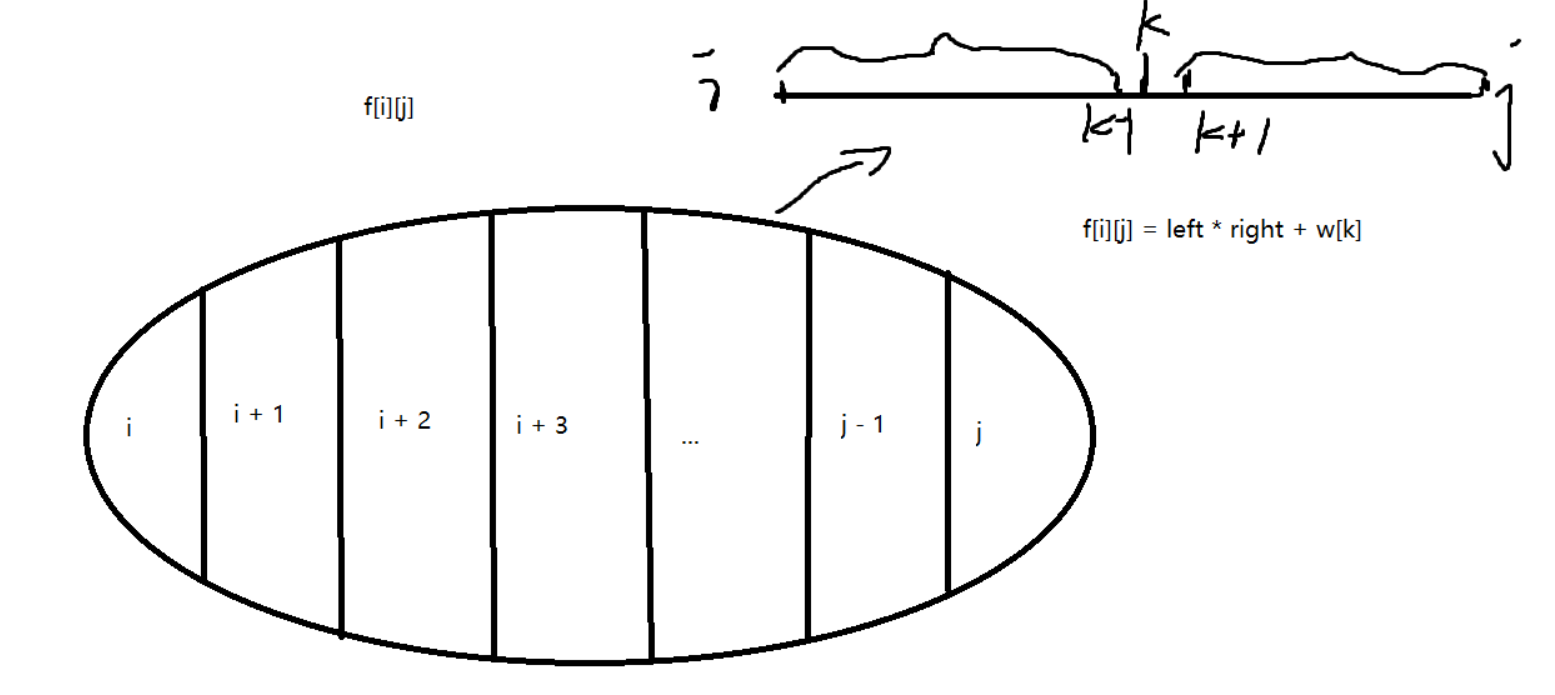 k
i
j
f[i][j]
k-1
k+1
f[i][j] = left * right + w[k]
i
i + 1
i + 2
i + 3
...
j - 1
j